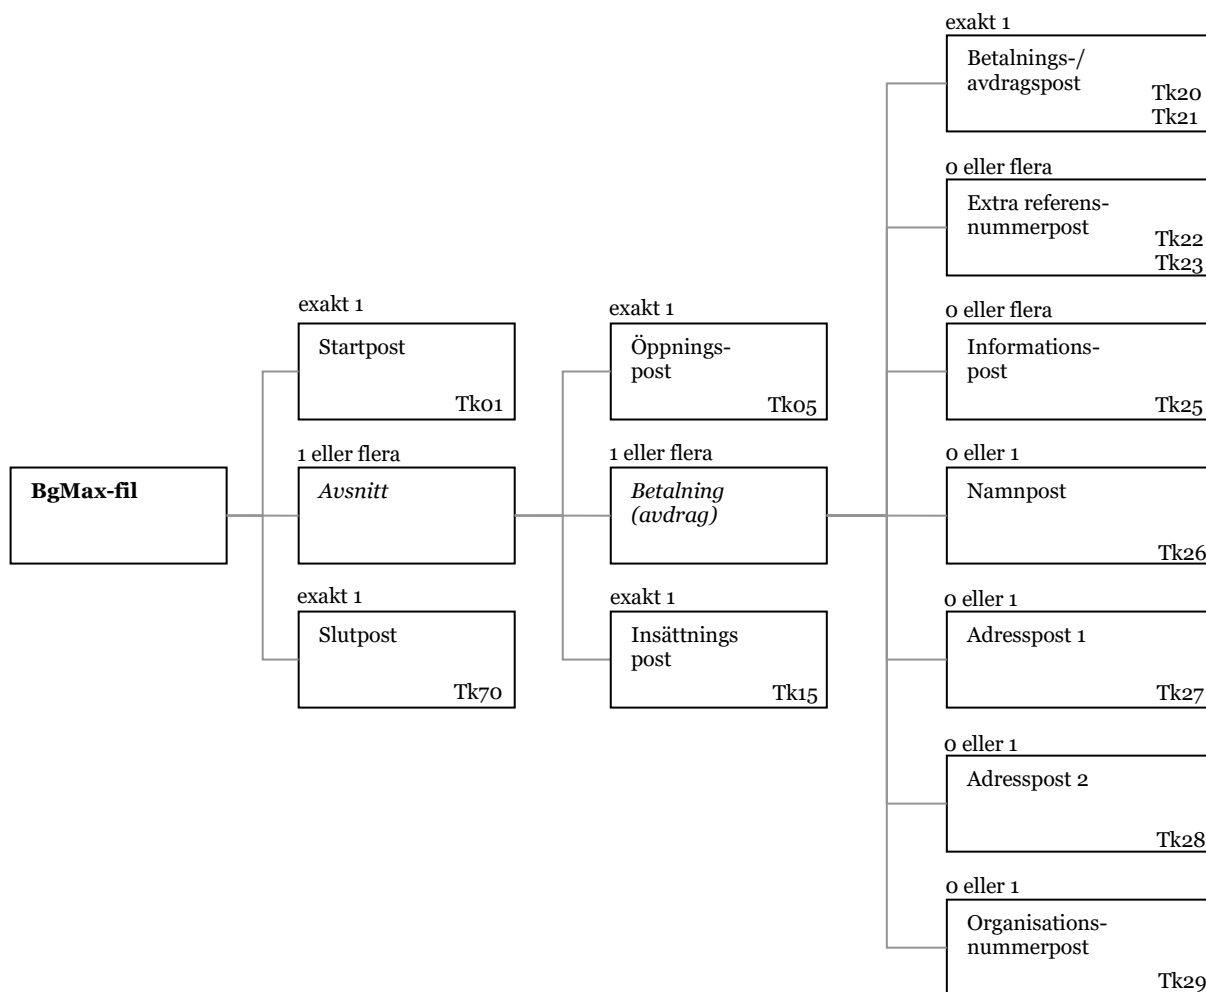 BgMax-fil
exakt 1
Startpost
Tk01
1 eller flera
Avsnitt
exakt 1
Slutpost
Tk70
exakt 1
Öppnings-
post
Tk05
1 eller flera
Betalning
(avdrag)
exakt 1
Insättnings
post
Tk15
exakt 1
Betalnings-/
avdragspost
Tk20
Tk21
0 eller flera
Extra referens-
nummerpost
Tk22
Tk23
0 eller flera
Informations-
post
Tk25
0 eller 1
Namnpost
Tk26
0 eller 1
Adresspost 1
Tk27
0 eller 1
Adresspost 2
Tk28
0 eller 1
Organisations-
nummerpost
Tk29